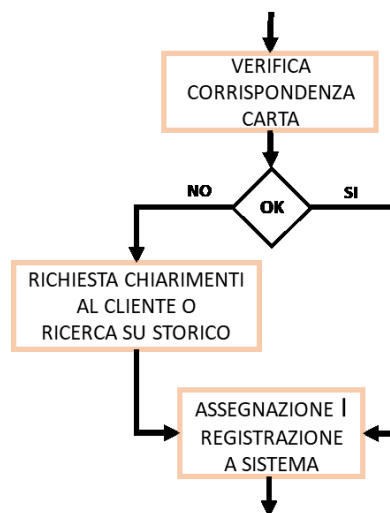 VERIFICA
CORRISPONDENZA
CARTA
NO
OK
SI
RICHIESTA CHIARIMENTI
AL CLIENTE O
RICERCA SU STORICO
ASSEGNAZIONE I
REGISTRAZIONE
A SISTEMA